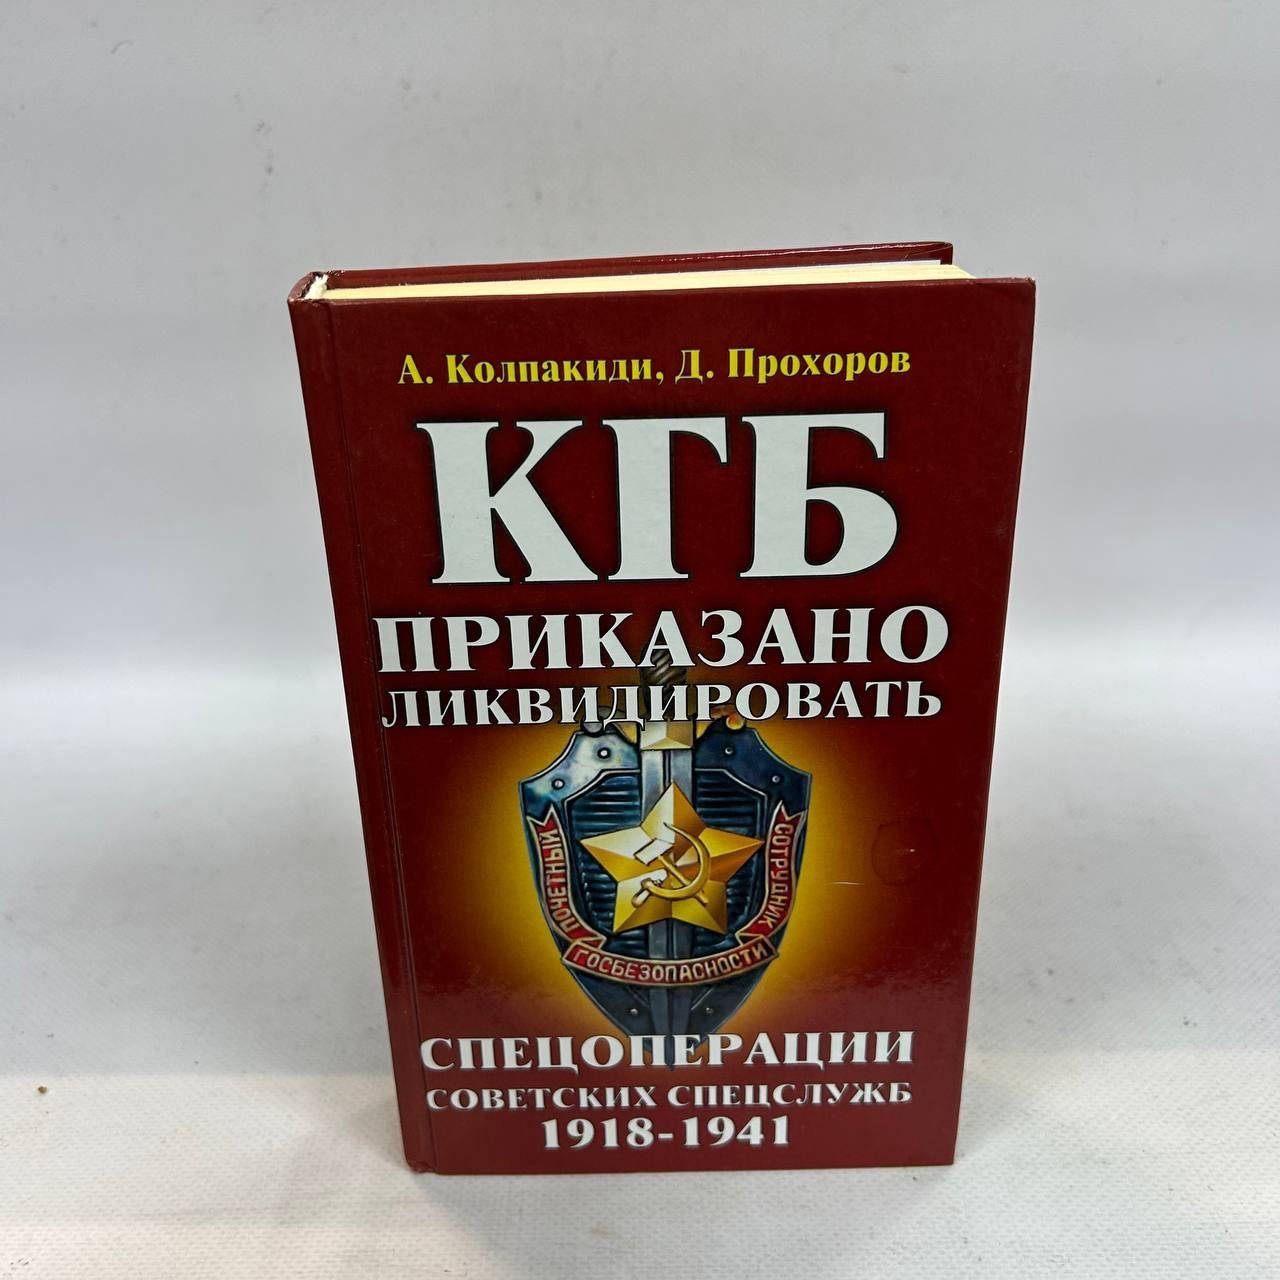 А. Колпакиди, Д. Прохоров
КГБ
ПРИКАЗАНО
ЛИКВИДИРОВАТЬ
ПОЧЕТНЫЙ
СОТРУДНИК
ГОСБЕЗОПАСНОСТИ
СПЕЦОПЕРАЦИИ
СОВЕТСКИХ СПЕЦСЛУЖБ
1918-1941